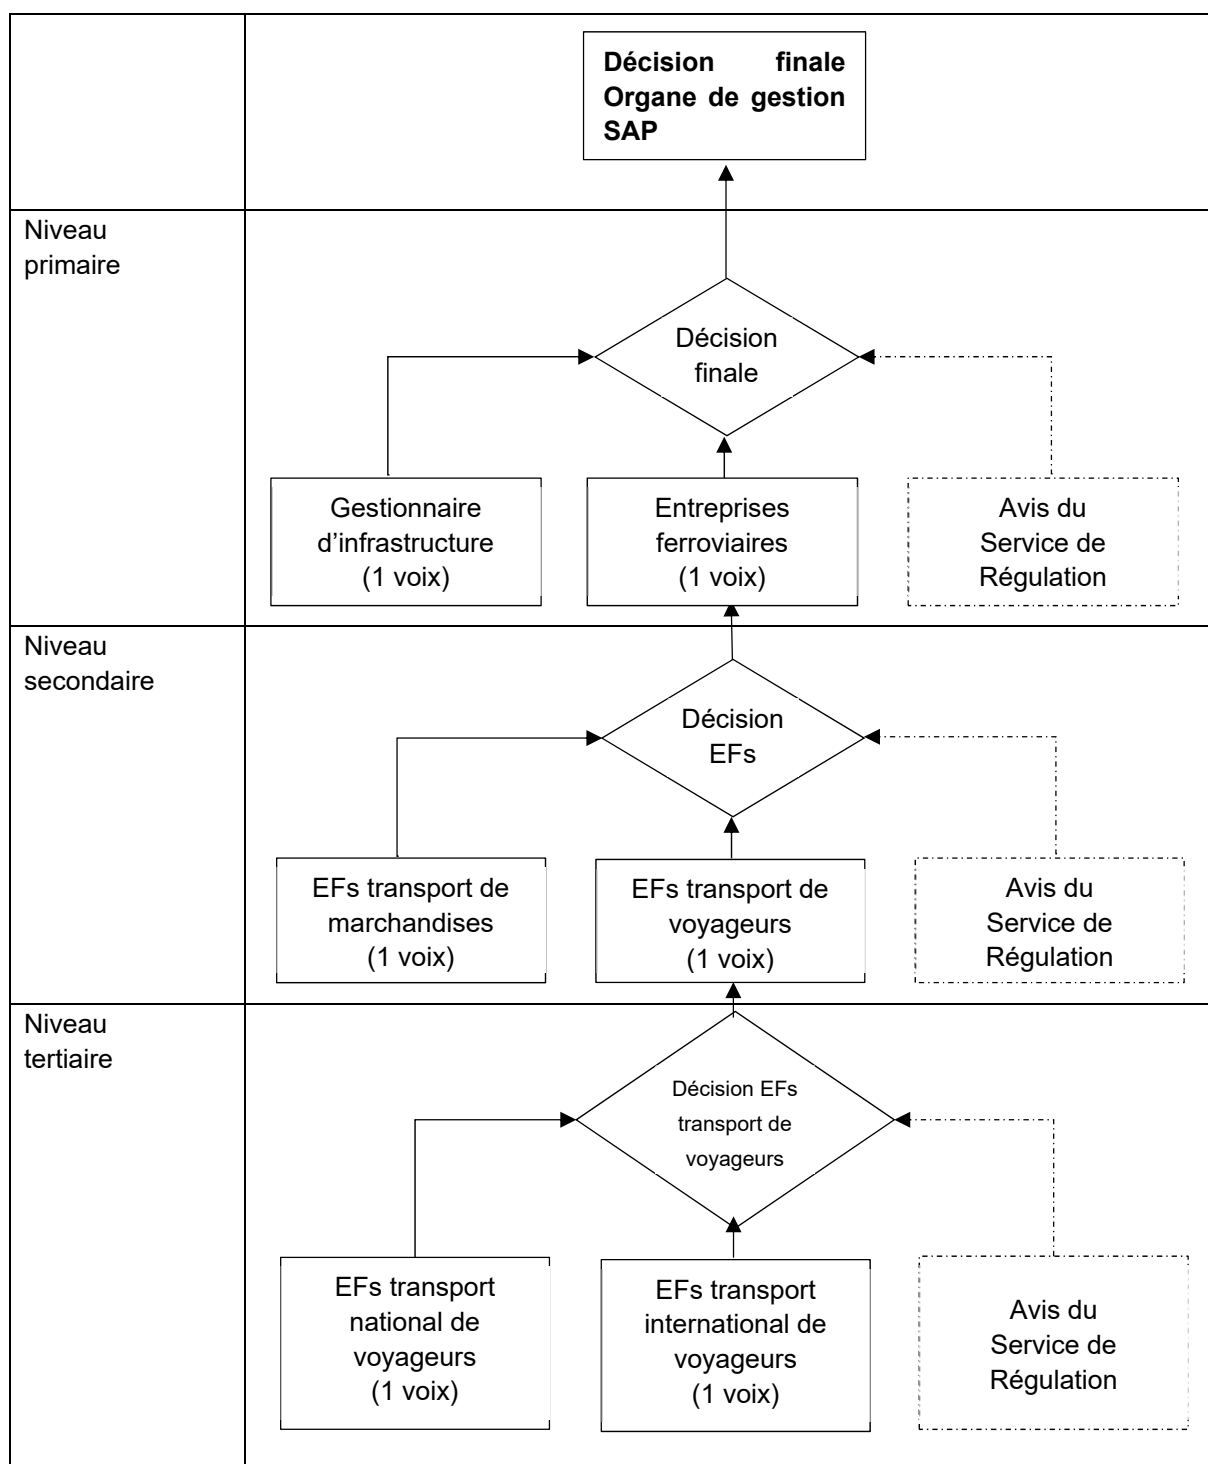 Décision finale
Organe de gestion
SAP
Niveau
primaire
Décision
finale
Gestionnaire
d'infrastructure
(1 voix)
Entreprises
ferroviaires
(1 voix)
Avis du
Service de
Régulation
Niveau
secondaire
Décision
EFs
EFs transport de
marchandises
(1 voix)
EFs transport de
voyageurs
(1 voix)
Avis du
Service de
Régulation
Niveau
tertiaire
Décision EFs
transport de
voyageurs
EFs transport
national de
voyageurs
(1 voix)
EFs transport
international de
voyageurs
(1 voix)
Avis du
Service de
Régulation